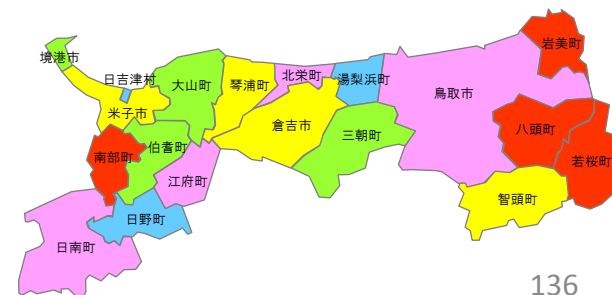 境港市
日吉津村
米子市
大山町
琴浦町
北栄町
湯梨浜町
鳥取市
岩美町
倉吉市
三朝町
八頭町
若桜町
智頭町
南部町
伯耆町
江府町
日野町
日南町
136